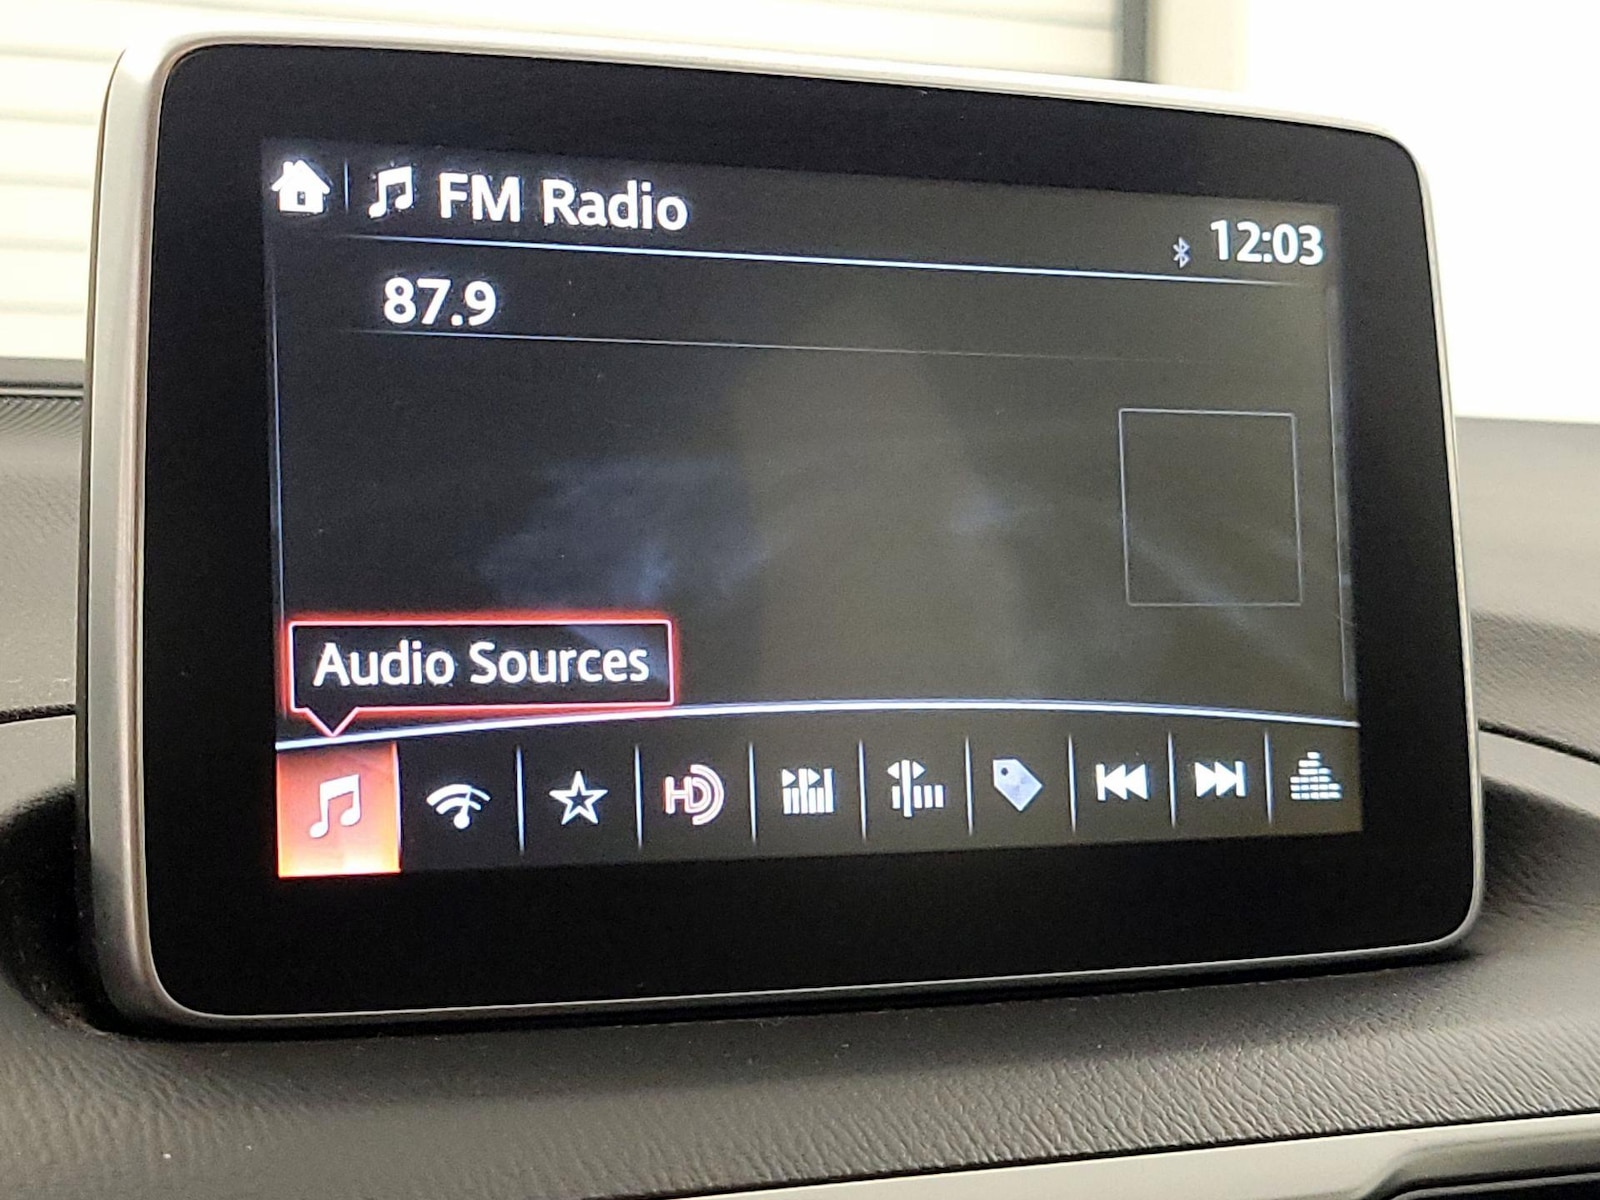 FM Radio
12:03
87.9
Audio Sources
HD